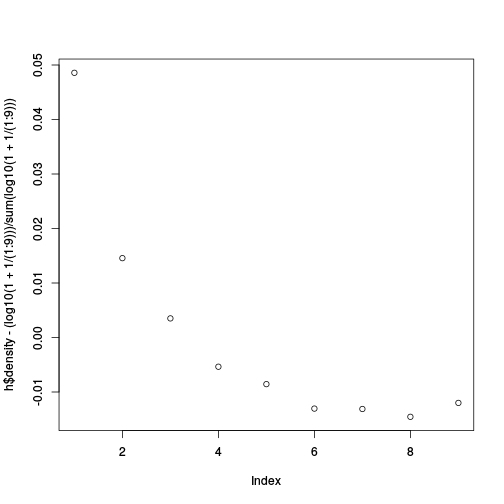 h$density - (log10(1 + 1/(1:9)))/sum(log10(1 + 1/(1:9)))
0.05
0.04
0.03
0.02
0.01
0.00
-0.01
2 4 6 8
Index